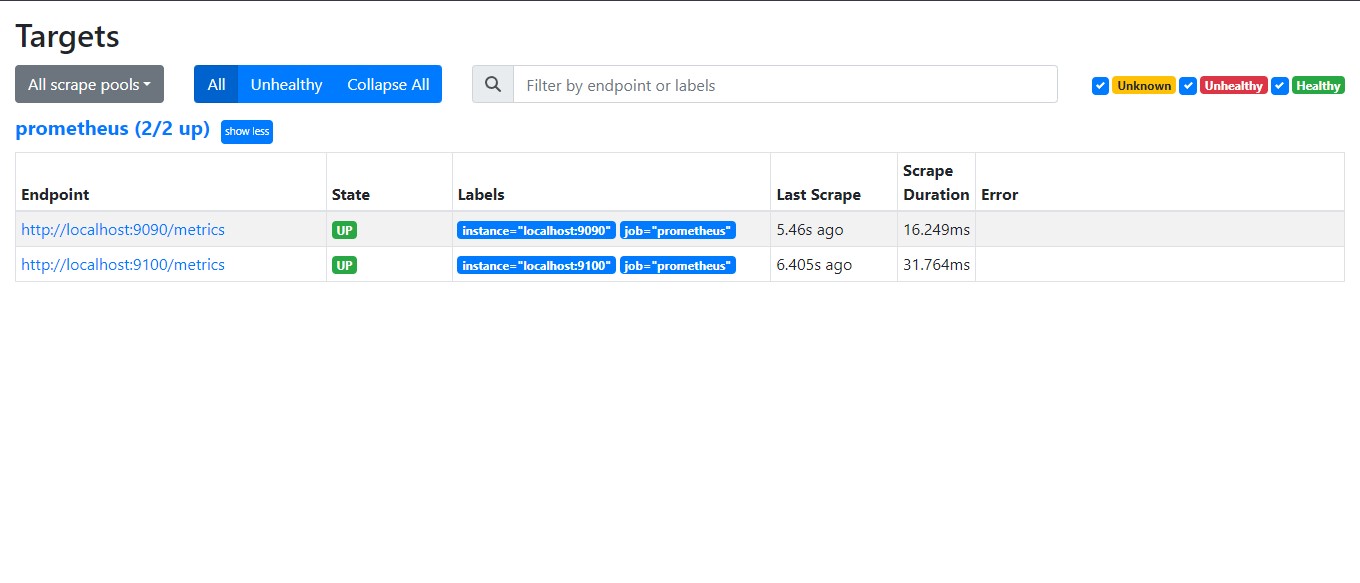 Targets
All scrape pools All Unhealthy Collapse All Filter by endpoint or labels Unknown Unhealthy Healthy
prometheus (2/2 up) show less
Endpoint State Labels Last Scrape Scrape Duration Error
http://localhost:9090/metrics UP instance="localhost:9090" job="prometheus" 5.46s ago 16.249ms
http://localhost:9100/metrics UP instance="localhost:9100" job="prometheus" 6.405s ago 31.764ms